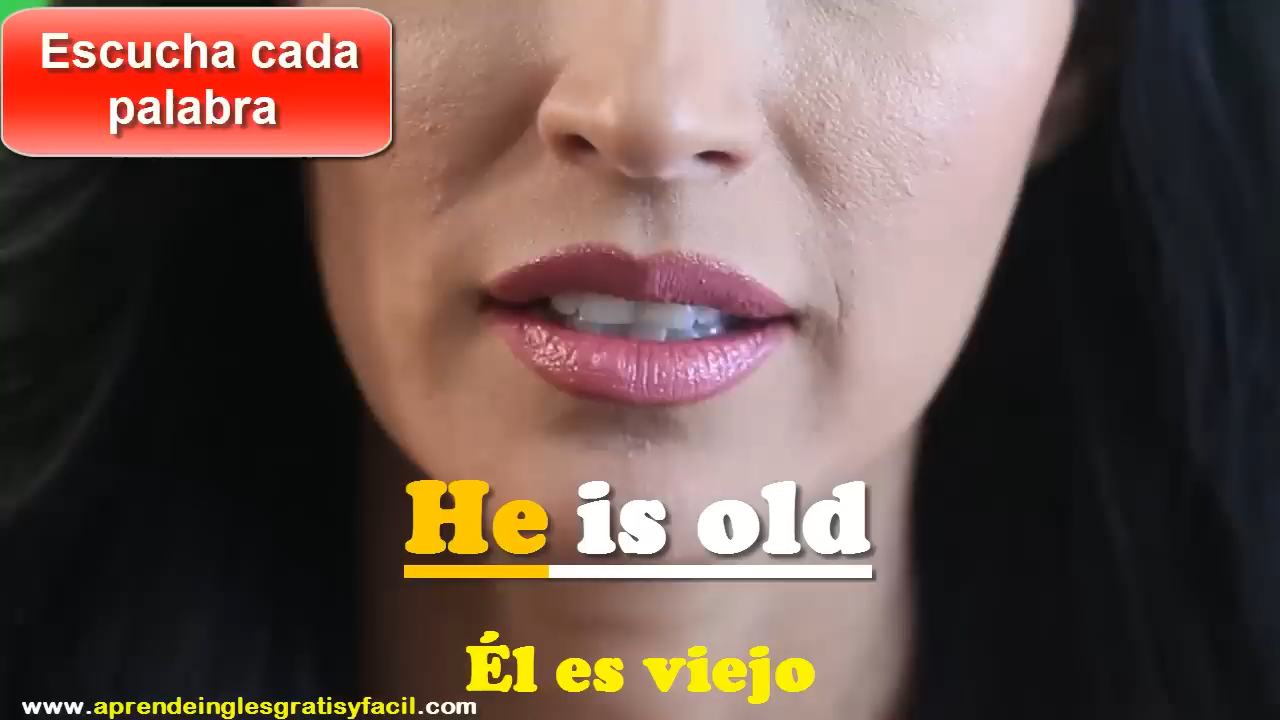 Escucha cada
palabra
He is old
Él es viejo
www.aprendeinglesgratisyfacil.com